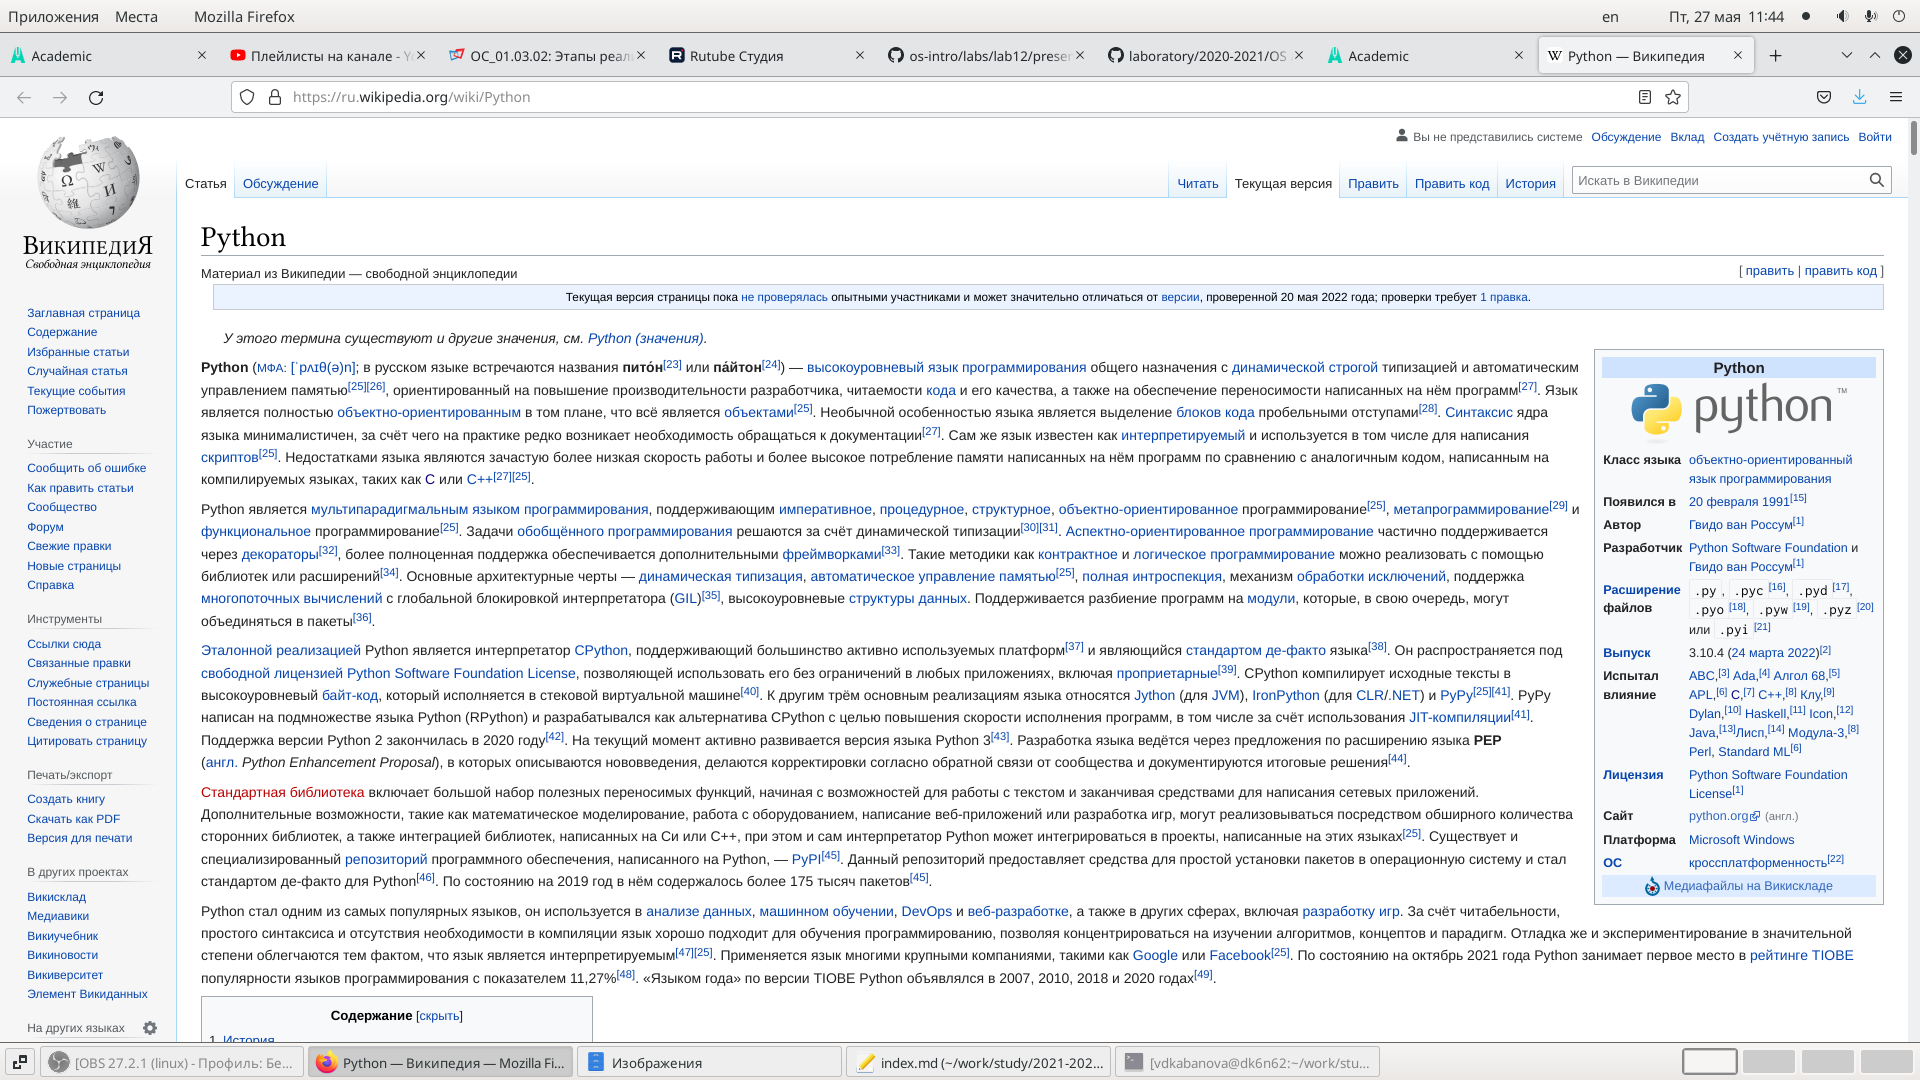 Приложения Места Mozilla Firefox en Пт, 27 мая 11:44
Academic Плейлисты на канале - Yo ОС_01.03.02: Этапы реали Rutube Студия os-intro/labs/lab12/presen laboratory/2020-2021/OS Academic Python — Википедия
https://ru.wikipedia.org/wiki/Python
Вы не представились системе Обсуждение Вклад Создать учётную запись Войти
Статья Обсуждение Читать Текущая версия Править Править код История Искать в Википедии
ВикипедиЯ
Свободная энциклопедия
Заглавная страница
Содержание
Избранные статьи
Случайная статья
Текущие события
Пожертвовать
Участие
Сообщить об ошибке
Как править статьи
Сообщество
Форум
Свежие правки
Новые страницы
Справка
Инструменты
Ссылки сюда
Связанные правки
Служебные страницы
Постоянная ссылка
Сведения о странице
Цитировать страницу
Печать/экспорт
Создать книгу
Скачать как PDF
Версия для печати
В других проектах
Викисклад
Медиавики
Викиучебник
Викиновости
Викиверситет
Элемент Викиданных
На других языках
Python
Материал из Википедии — свободной энциклопедии [ править | править код ]
Текущая версия страницы пока не проверялась опытными участниками и может значительно отличаться от версии, проверенной 20 мая 2022 года; проверки требует 1 правка.
У этого термина существуют и другие значения, см. Python (значения).
Python (МФА: [ˈpʌɪθ(ə)n]; в русском языке встречаются названия пито́н[23] или па́йтон[24]) — высокоуровневый язык программирования общего назначения с динамической строгой типизацией и автоматическим
управлением памятью[25][26], ориентированный на повышение производительности разработчика, читаемости кода и его качества, а также на обеспечение переносимости написанных на нём программ[27]. Язык
является полностью объектно-ориентированным в том плане, что всё является объектами[25]. Необычной особенностью языка является выделение блоков кода пробельными отступами[28]. Синтаксис ядра
языка минималистичен, за счёт чего на практике редко возникает необходимость обращаться к документации[27]. Сам же язык известен как интерпретируемый и используется в том числе для написания
скриптов[25]. Недостатками языка являются зачастую более низкая скорость работы и более высокое потребление памяти написанных на нём программ по сравнению с аналогичным кодом, написанным на
компилируемых языках, таких как C или C++[27][25].
Python является мультипарадигмальным языком программирования, поддерживающим императивное, процедурное, структурное, объектно-ориентированное программирование[25], метапрограммирование[29] и
функциональное программирование[25]. Задачи обобщённого программирования решаются за счёт динамической типизации[30][31]. Аспектно-ориентированное программирование частично поддерживается
через декораторы[32], более полноценная поддержка обеспечивается дополнительными фреймворками[33]. Такие методики как контрактное и логическое программирование можно реализовать с помощью
библиотек или расширений[34]. Основные архитектурные черты — динамическая типизация, автоматическое управление памятью[25], полная интроспекция, механизм обработки исключений, поддержка
многопоточных вычислений с глобальной блокировкой интерпретатора (GIL)[35], высокоуровневые структуры данных. Поддерживается разбиение программ на модули, которые, в свою очередь, могут
объединяться в пакеты[36].
Эталонной реализацией Python является интерпретатор CPython, поддерживающий большинство активно используемых платформ[37] и являющийся стандартом де-факто языка[38]. Он распространяется под
свободной лицензией Python Software Foundation License, позволяющей использовать его без ограничений в любых приложениях, включая проприетарные[39]. CPython компилирует исходные тексты в
высокоуровневый байт-код, который исполняется в стековой виртуальной машине[40]. К другим трём основным реализациям языка относятся Jython (для JVM), IronPython (для CLR/.NET) и PyPy[25][41]. PyPy
написан на подмножестве языка Python (RPython) и разрабатывался как альтернатива CPython с целью повышения скорости исполнения программ, в том числе за счёт использования JIT-компиляции[41].
Поддержка версии Python 2 закончилась в 2020 году[42]. На текущий момент активно развивается версия языка Python 3[43]. Разработка языка ведётся через предложения по расширению языка PEP
(англ. Python Enhancement Proposal), в которых описываются нововведения, делаются корректировки согласно обратной связи от сообщества и документируются итоговые решения[44].
Стандартная библиотека включает большой набор полезных переносимых функций, начиная с возможностей для работы с текстом и заканчивая средствами для написания сетевых приложений.
Дополнительные возможности, такие как математическое моделирование, работа с оборудованием, написание веб-приложений или разработка игр, могут реализовываться посредством обширного количества
сторонних библиотек, а также интеграцией библиотек, написанных на Си или C++, при этом и сам интерпретатор Python может интегрироваться в проекты, написанные на этих языках[25]. Существует и
специализированный репозиторий программного обеспечения, написанного на Python, — PyPI[45]. Данный репозиторий предоставляет средства для простой установки пакетов в операционную систему и стал
стандартом де-факто для Python[46]. По состоянию на 2019 год в нём содержалось более 175 тысяч пакетов[45].
Python стал одним из самых популярных языков, он используется в анализе данных, машинном обучении, DevOps и веб-разработке, а также в других сферах, включая разработку игр. За счёт читабельности,
простого синтаксиса и отсутствия необходимости в компиляции язык хорошо подходит для обучения программированию, позволяя концентрироваться на изучении алгоритмов, концептов и парадигм. Отладка же и экспериментирование в значительной
степени облегчаются тем фактом, что язык является интерпретируемым[47][25]. Применяется язык многими крупными компаниями, такими как Google или Facebook[25]. По состоянию на октябрь 2021 года Python занимает первое место в рейтинге TIOBE
популярности языков программирования с показателем 11,27%[48]. «Языком года» по версии TIOBE Python объявлялся в 2007, 2010, 2018 и 2020 годах[49].
Содержание [скрыть]
1 История
Python
python™
Класс языка объектно-ориентированный
язык программирования
Появился в 20 февраля 1991[15]
Автор Гвидо ван Россум[1]
Разработчик Python Software Foundation и
Гвидо ван Россум[1]
Расширение .py , .pyc [16], .pyd [17],
файлов .pyo [18], .pyw [19], .pyz [20]
или .pyi [21]
Выпуск 3.10.4 (24 марта 2022)[2]
Испытал ABC,[3] Ada,[4] Алгол 68,[5]
влияние APL,[6] C,[7] C++,[8] Клу,[9]
Dylan,[10] Haskell,[11] Icon,[12]
Java,[13]Лисп,[14] Модула-3,[8]
Perl, Standard ML[6]
Лицензия Python Software Foundation
License[1]
Сайт python.org (англ.)
Платформа Microsoft Windows
ОС кроссплатформенность[22]
Медиафайлы на Викискладе
[OBS 27.2.1 (linux) - Профиль: Бе... Python — Википедия — Mozilla Fi... Изображения index.md (~/work/study/2021-202... [vdkabanova@dk6n62:~/work/stu...